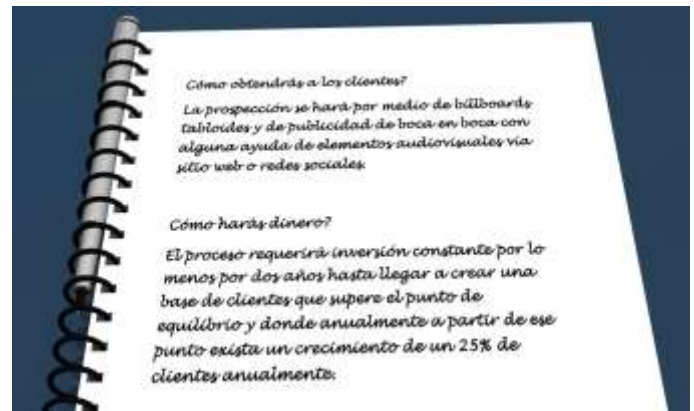 Cómo obtendrás a los clientes?
La prospección se hará por medio de billboards
tabloides y de publicidad de boca en boca con
alguna ayuda de elementos audiovisuales vía
sitio web o redes sociales.
Cómo harás dinero?
El proceso requerirá inversión constante por lo
menos por dos años hasta llegar a crear una
base de clientes que supere el punto de
equilibrio y donde anualmente a partir de ese
punto exista un crecimiento de un 25% de
clientes anualmente.